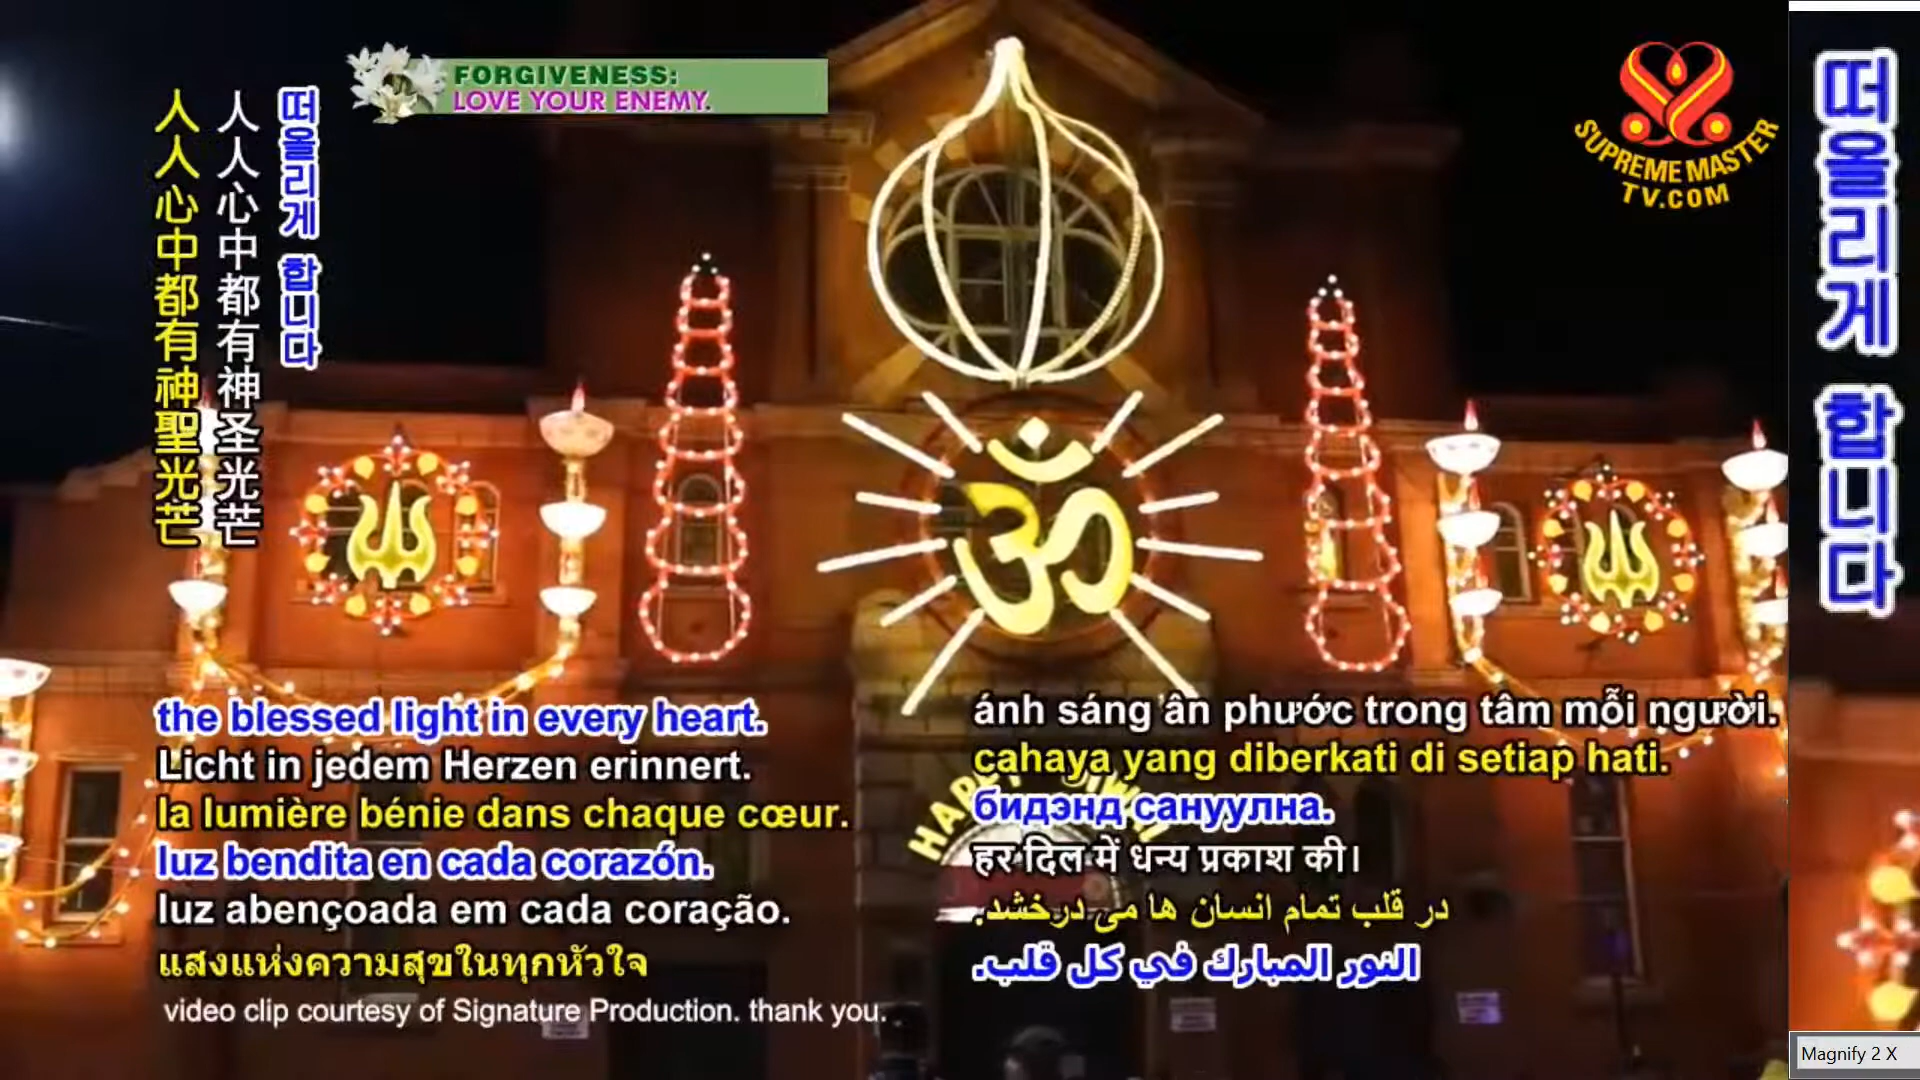 FORGIVENESS:
LOVE YOUR ENEMY.
SUPREME MASTER
TV.COM
떠올리게 합니다
人人心中都有神圣光芒
人人心中都有神聖光芒
the blessed light in every heart.
Licht in jedem Herzen erinnert.
la lumière bénie dans chaque cœur.
luz bendita en cada corazón.
luz abençoada em cada coração.
แสงแห่งความสุขในทุกหัวใจ
video clip courtesy of Signature Production. thank you.
ánh sáng ân phước trong tâm mỗi người.
cahaya yang diberkati di setiap hati.
бидэнд сануулна.
हर दिल में धन्य प्रकाश की।
در قلب تمام انسان ها می درخشد.
النور المبارك في كل قلب.
ॐ
떠올리게 합니다
Magnify 2 X